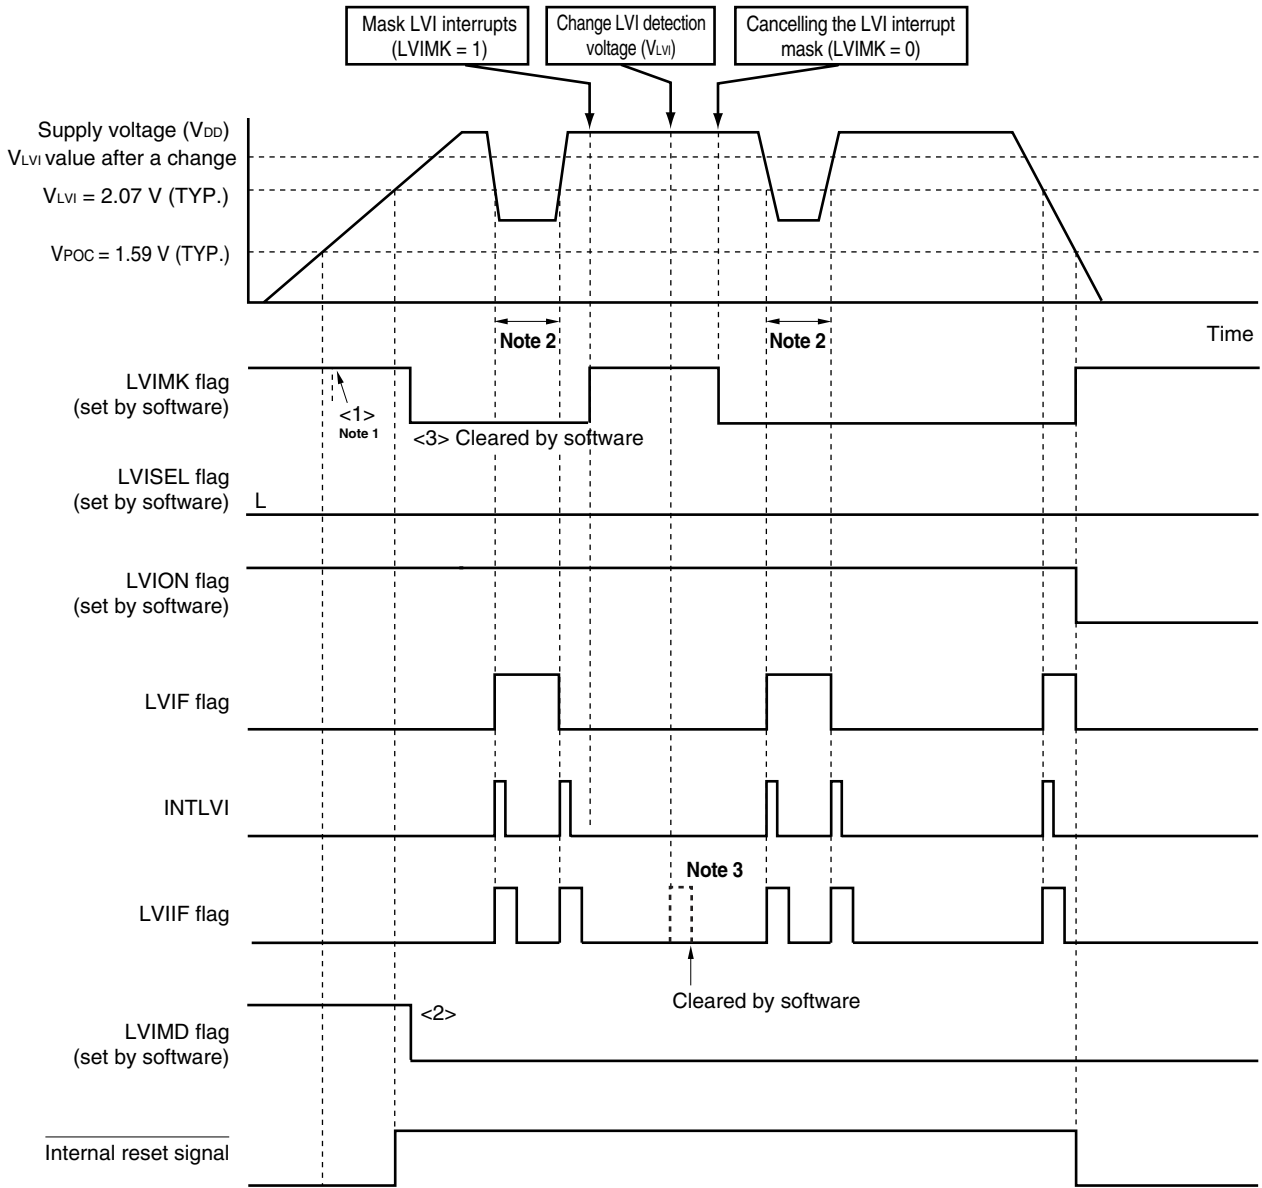 Mask LVI interrupts
(LVIMK = 1)
Change LVI detection
voltage (VLVI)
Cancelling the LVI interrupt
mask (LVIMK = 0)
Supply voltage (VDD)
VLVI value after a change
VLVI = 2.07 V (TYP.)
VPOC = 1.59 V (TYP.)
Time
Note 2
Note 2
LVIMK flag
(set by software)
<1>
Note 1
<3> Cleared by software
LVISEL flag
(set by software)
L
LVION flag
(set by software)
LVIF flag
INTLVI
Note 3
LVIIF flag
Cleared by software
<2>
LVIMD flag
(set by software)
Internal reset signal